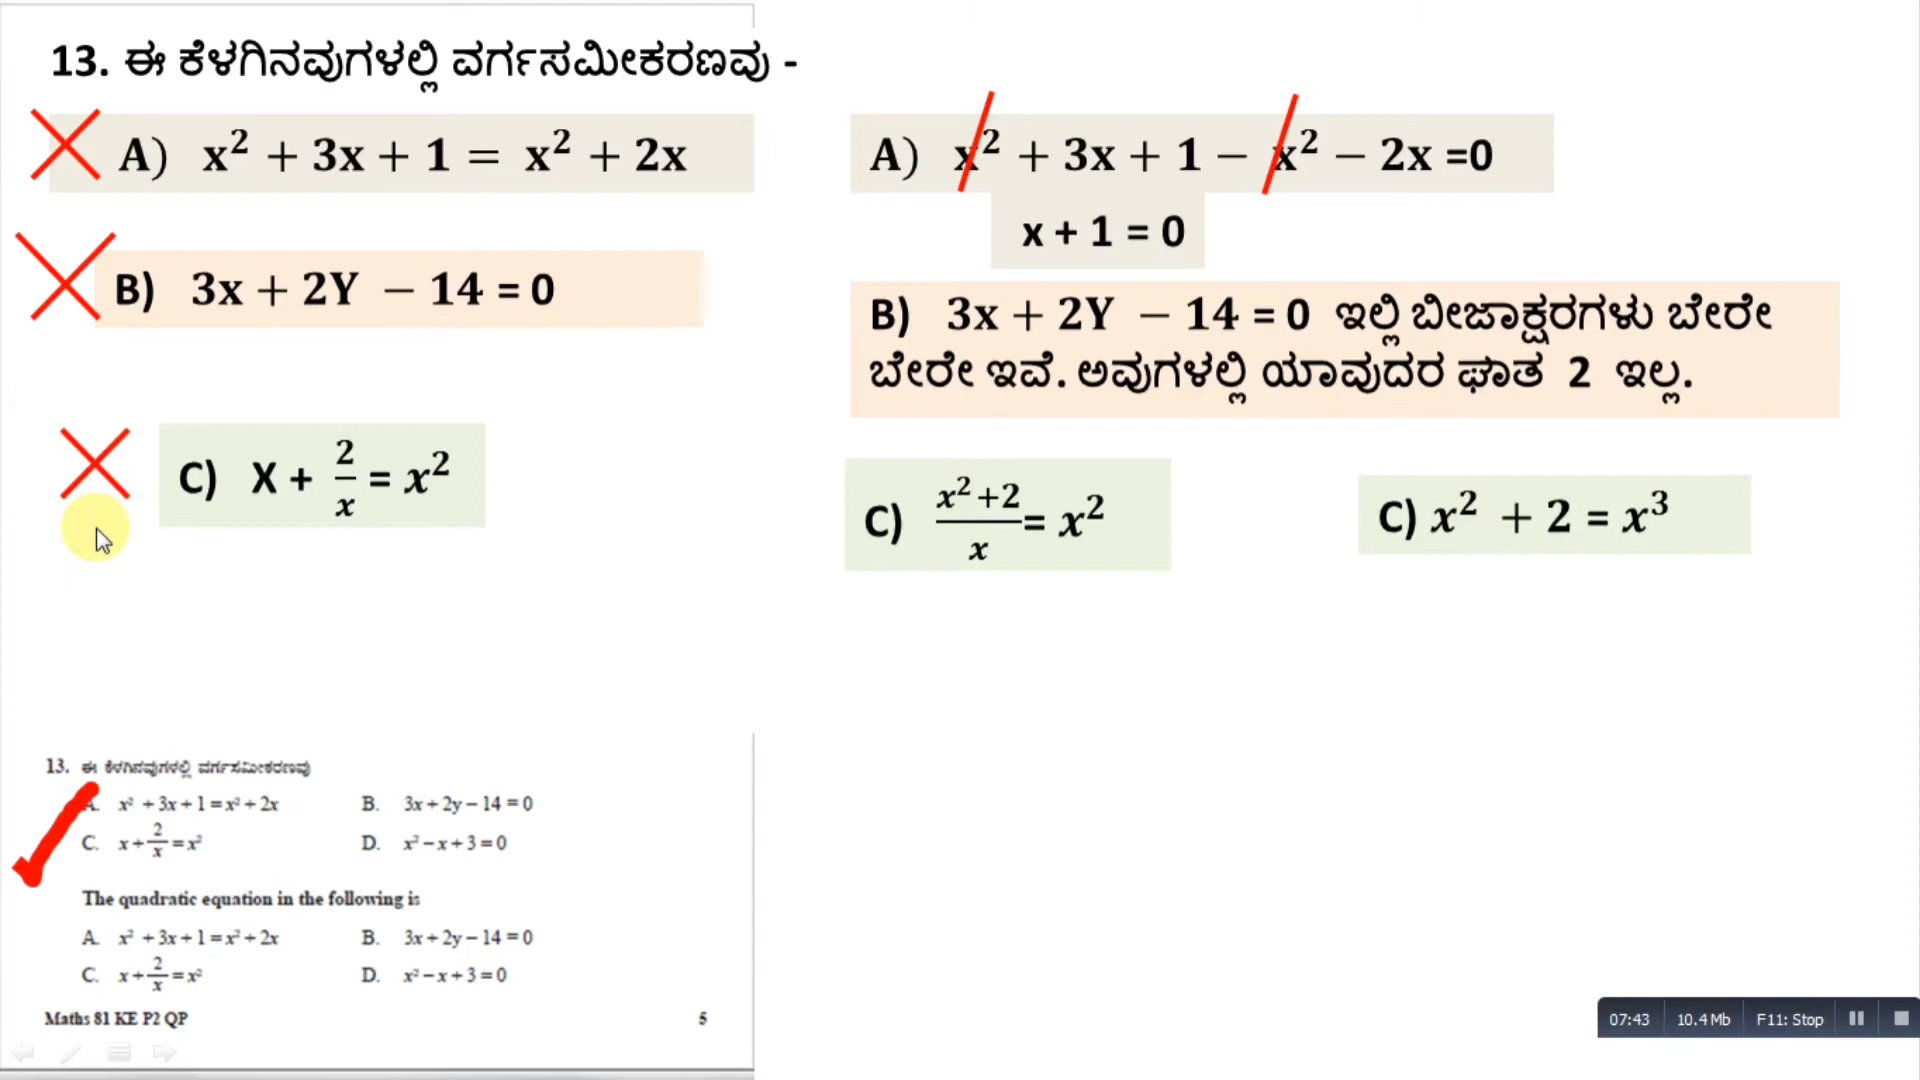 13. ಈ ಕೆಳಗಿನವುಗಳಲ್ಲಿ ವರ್ಗಸಮೀಕರಣವು -
A) x² + 3x + 1 = x² + 2x
B) 3x + 2Y − 14 = 0
C) X + 2/x = x²
A) x² + 3x + 1 − x² − 2x =0
x + 1 = 0
B) 3x + 2Y − 14 = 0 ಇಲ್ಲಿ ಬೀಜಾಕ್ಷರಗಳು ಬೇರೇ
ಬೇರೇ ಇವೆ. ಅವುಗಳಲ್ಲಿ ಯಾವುದರ ಘಾತ 2 ಇಲ್ಲ.
C) (x²+2)/x = x²
C) x² + 2 = x³
13. ಈ ಕೆಳಗಿನವುಗಳಲ್ಲಿ ವರ್ಗಸಮೀಕರಣವು
A. x² + 3x + 1 = x² + 2x B. 3x + 2y − 14 = 0
C. x + 2/x = x² D. x² − x + 3 = 0
The quadratic equation in the following is
A. x² + 3x + 1 = x² + 2x B. 3x + 2y − 14 = 0
C. x + 2/x = x² D. x² − x + 3 = 0
Maths 81 KE P2 QP 5
07:43 10.4 Mb F11: Stop